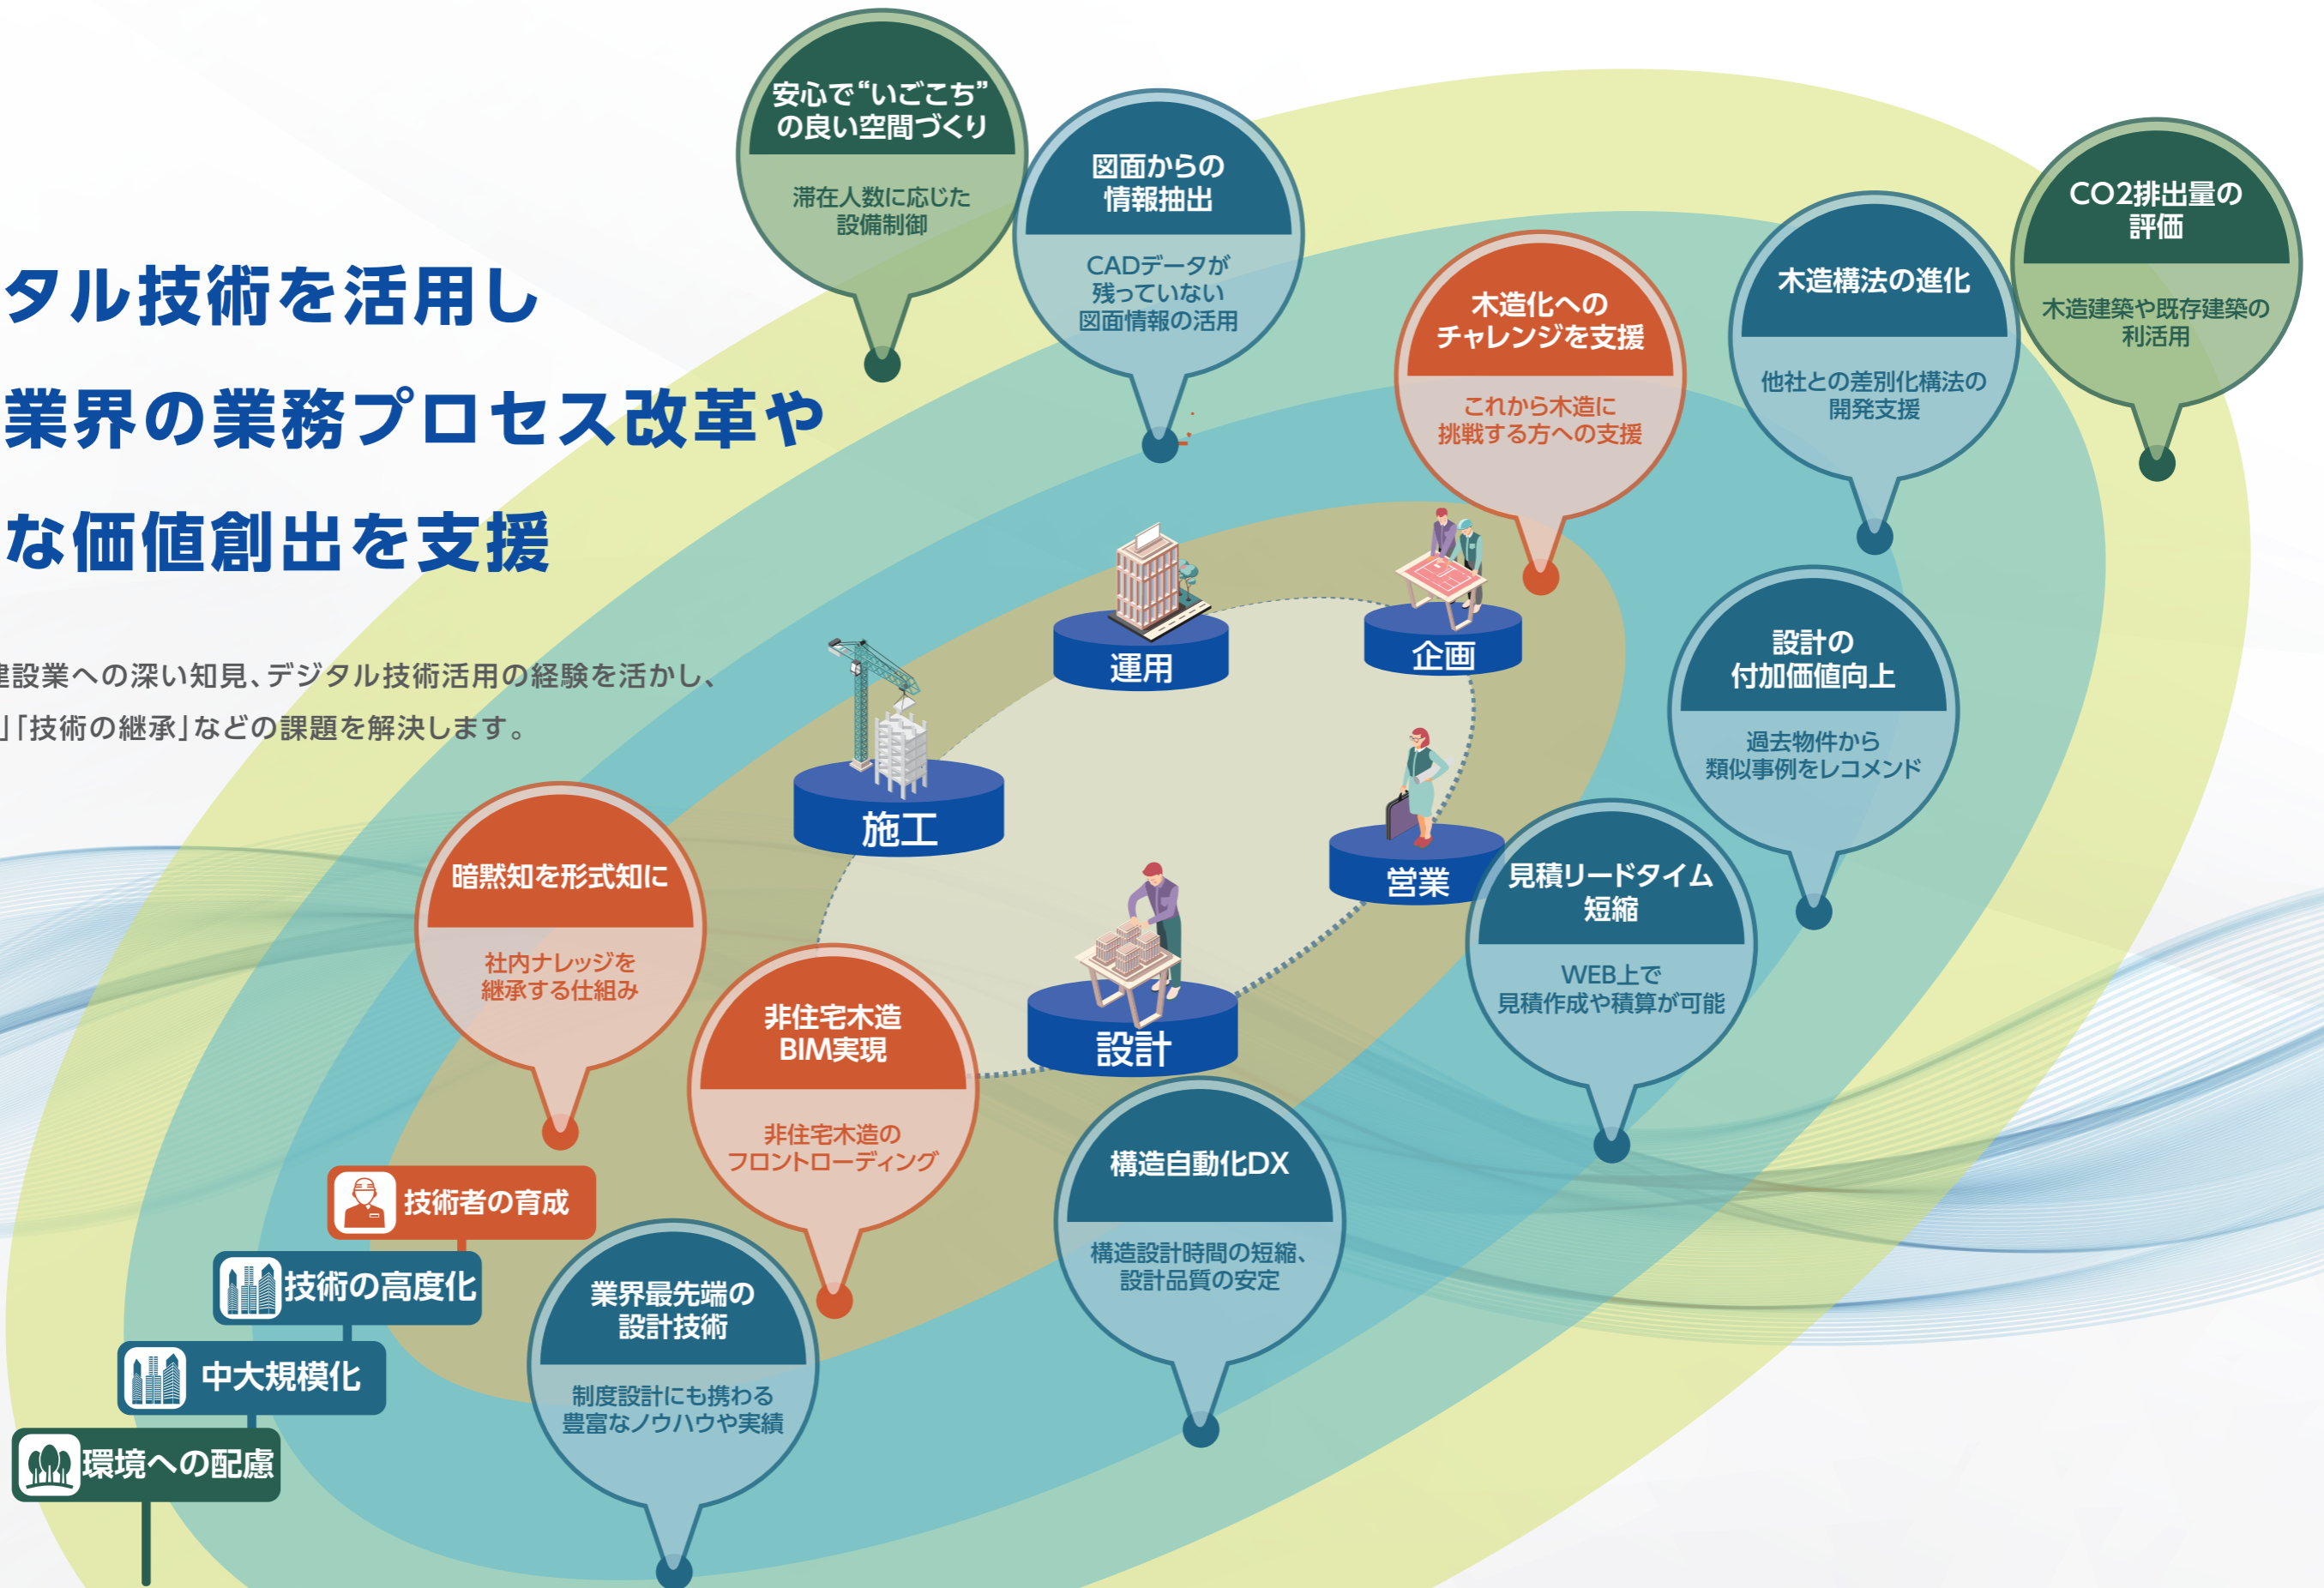 タル技術を活用し
業界の業務プロセス改革や
な価値創出を支援
建設業への深い知見、デジタル技術活用の経験を活かし、
」「技術の継承」などの課題を解決します。
安心で“いごこち”
の良い空間づくり
滞在人数に応じた
設備制御
図面からの
情報抽出
CADデータが
残っていない
図面情報の活用
木造化への
チャレンジを支援
これから木造に
挑戦する方への支援
木造構法の進化
他社との差別化構法の
開発支援
CO2排出量の
評価
木造建築や既存建築の
利活用
運用
企画
施工
営業
設計
設計の
付加価値向上
過去物件から
類似事例をレコメンド
見積リードタイム
短縮
WEB上で
見積作成や積算が可能
暗黙知を形式知に
社内ナレッジを
継承する仕組み
非住宅木造
BIM実現
非住宅木造の
フロントローディング
構造自動化DX
構造設計時間の短縮、
設計品質の安定
業界最先端の
設計技術
制度設計にも携わる
豊富なノウハウや実績
技術者の育成
技術の高度化
中大規模化
環境への配慮